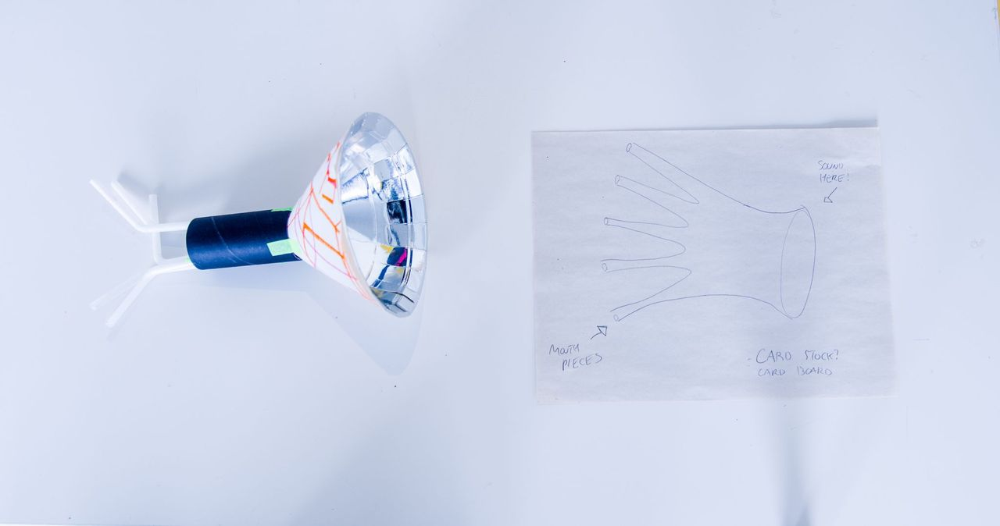 SOUND
HERE!
MOUTH
PIECES
- CARD STOCK?
CARD BOARD